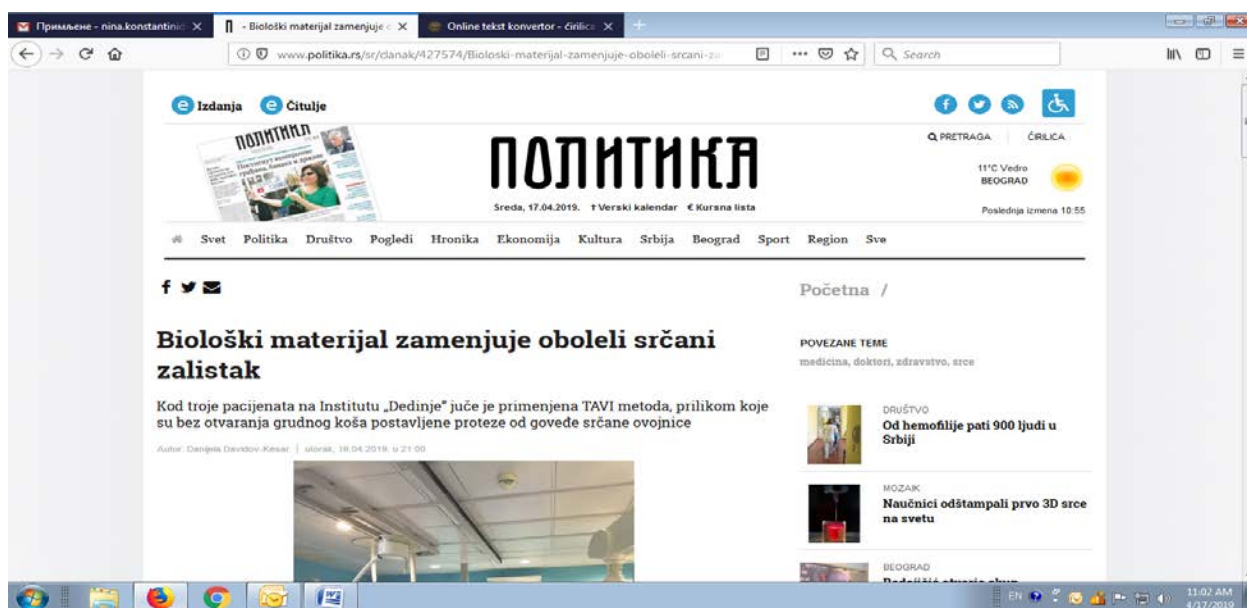 Примљене - nina.konstantini
- Biološki materijal zamenjuje
Online tekst konvertor - ćirilica
www.politika.rs/sr/clanak/427574/Bioloski-materijal-zamenjuje-oboleli-srcani-za
Search
Izdanja
Čitulje
ПОЛИТИКА
ПОЛИТИКА
PRETRAGA
ĆIRILICA
11°C Vedro
BEOGRAD
Sreda, 17.04.2019. † Verski kalendar € Kursna lista
Poslednja izmena 10:55
Svet Politika Društvo Pogledi Hronika Ekonomija Kultura Srbija Beograd Sport Region Sve
Početna /
Biološki materijal zamenjuje oboleli srčani
zalistak
Kod troje pacijenata na Institutu „Dedinje" juče je primenjena TAVI metoda, prilikom koje
su bez otvaranja grudnog koša postavljene proteze od goveđe srčane ovojnice
Autor: Danijela Davidov-Kesar | utorak, 16.04.2019. u 21:00
POVEZANE TEME
medicina, doktori, zdravstvo, srce
DRUŠTVO
Od hemofilije pati 900 ljudi u
Srbiji
MOZAIK
Naučnici odštampali prvo 3D srce
na svetu
BEOGRAD
EN
11:02 AM
4/17/2019